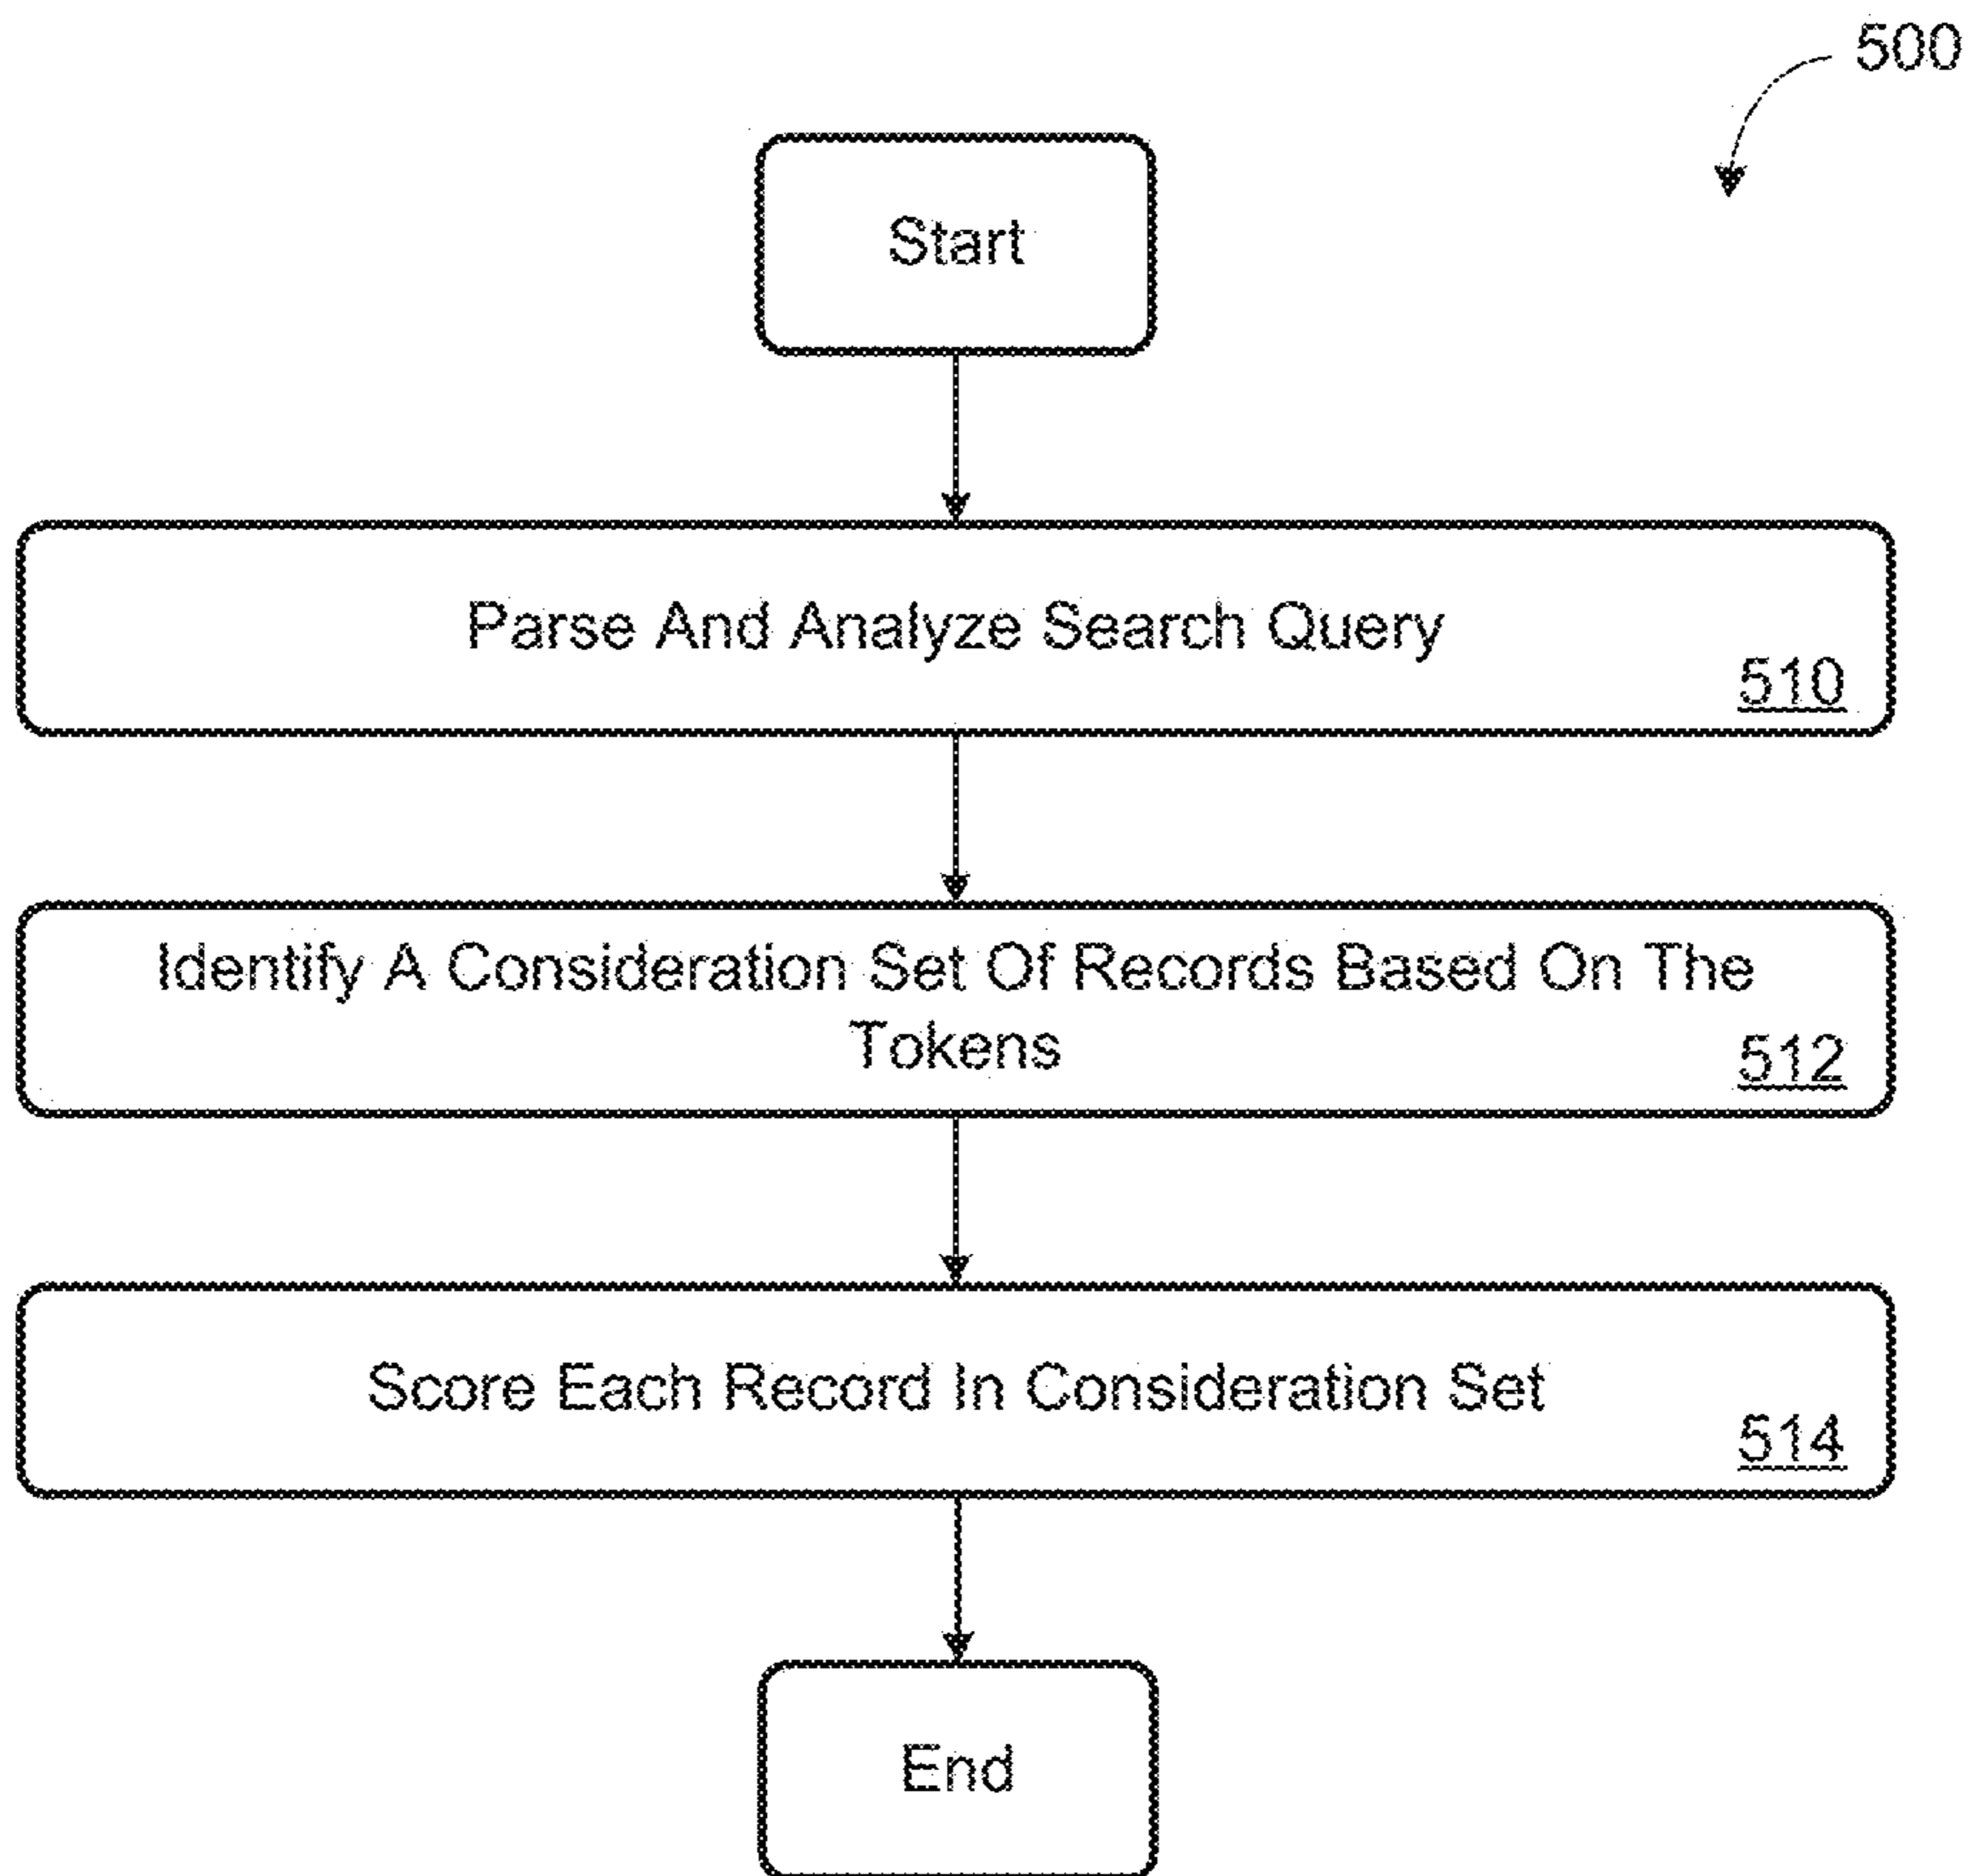 500
Start
Parse And Analyze Search Query
510
Identify A Consideration Set Of Records Based On The
Tokens
512
Score Each Record In Consideration Set
514
End